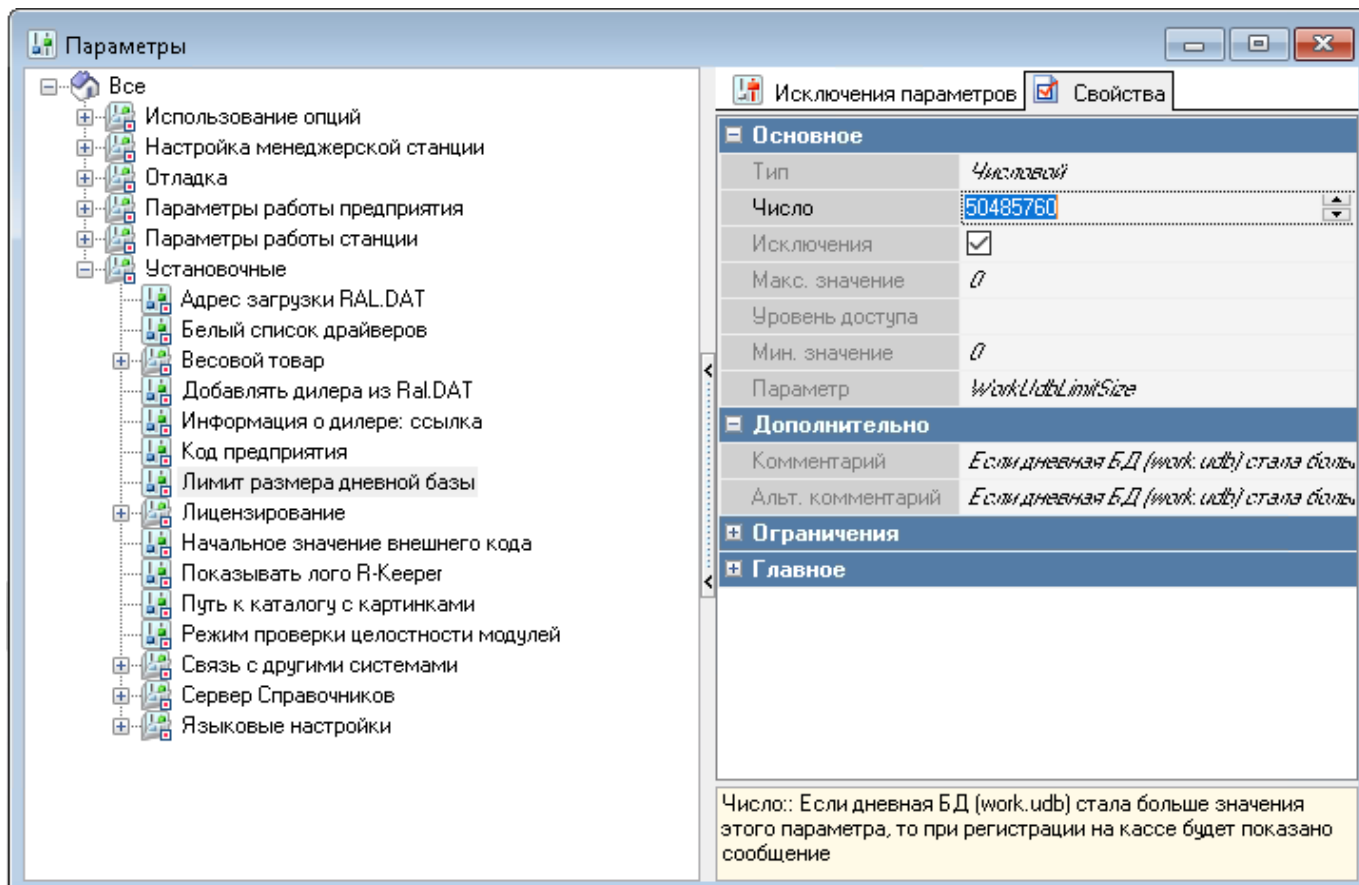 Параметры
Все
Использование опций
Настройка менеджерской станции
Отладка
Параметры работы предприятия
Параметры работы станции
Установочные
Адрес загрузки RAL.DAT
Белый список драйверов
Весовой товар
Добавлять дилера из Ral.DAT
Информация о дилере: ссылка
Код предприятия
Лимит размера дневной базы
Лицензирование
Начальное значение внешнего кода
Показывать лого R-Keeper
Путь к каталогу с картинками
Режим проверки целостности модулей
Связь с другими системами
Сервер Справочников
Языковые настройки
Исключения параметров Свойства
Основное
Тип Числовой
Число 50485760
Исключения
Макс. значение 0
Уровень доступа
Мин. значение 0
Параметр WorkUdbLimitSize
Дополнительно
Комментарий Если дневная БД (work.udb) стала боль
Альт. комментарий Если дневная БД (work.udb) стала боль
Ограничения
Главное
Число:: Если дневная БД (work.udb) стала больше значения
этого параметра, то при регистрации на кассе будет показано
сообщение